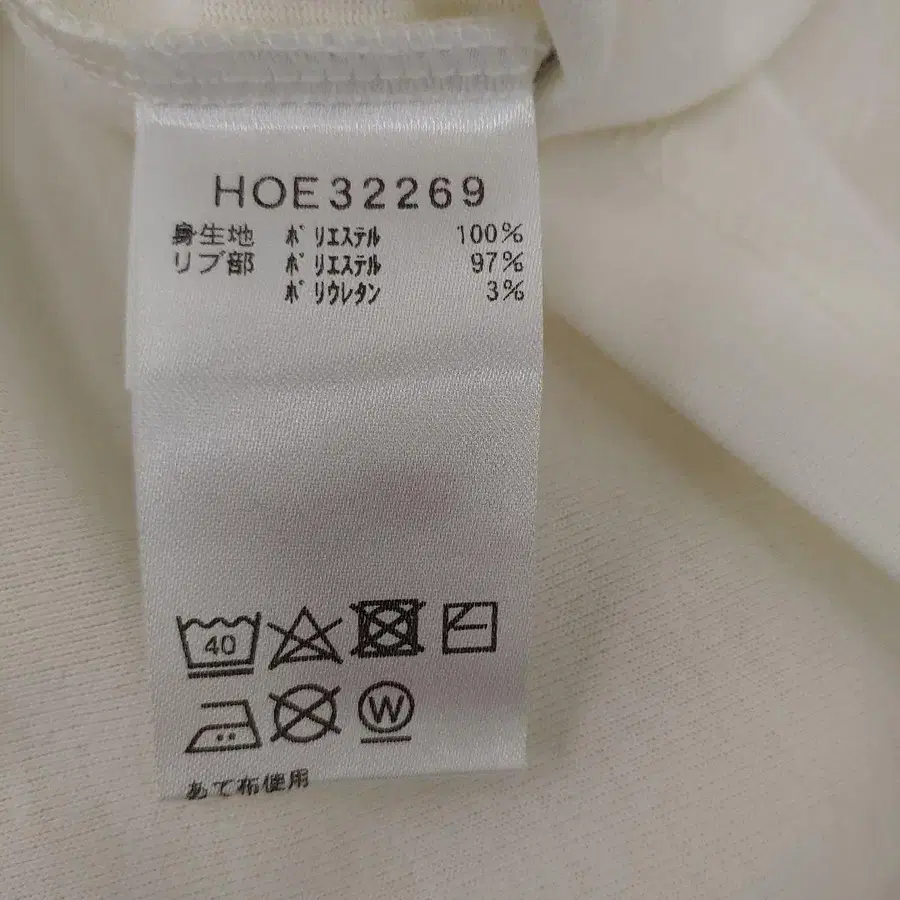 HOE32269
身生地 ポリエステル 100%
リブ部 ポリエステル 97%
ポリウレタン 3%
40
W
あて布使用